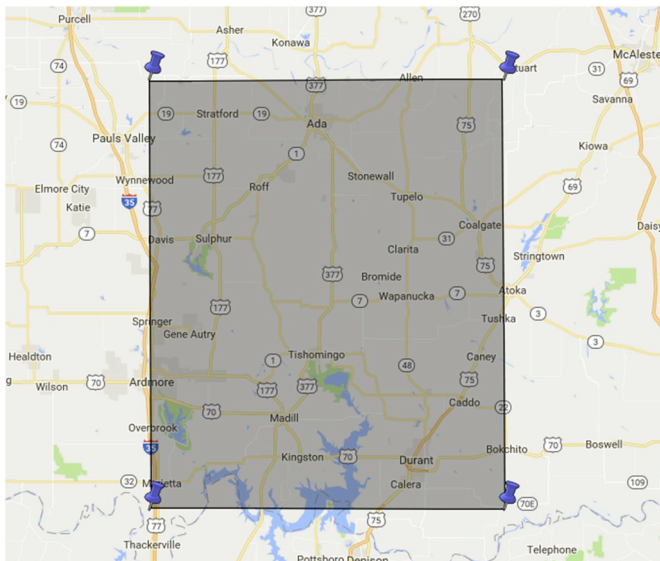 Purcell
377
270
Asher
Konawa
177
74
McAleste
Stuart
31
69
377
Allen
19
Savanna
19
Stratford
19
Ada
75
74
Pauls Valley
1
Kiowa
Wynnewood
177
Roff
Stonewall
69
Elmore City
Katie
35
77
Tupelo
Coalgate
7
Davis
Sulphur
31
Daisy
Clarita
Stringtown
75
377
Bromide
177
7
Wapanucka
7
Atoka
3
Springer
Tushka
3
Gene Autry
Healdton
1
Tishomingo
Caney
48
g
Wilson
70
Ardmore
177
377
75
Caddo
22
70
Madill
Overbrook
35
Kingston
70
Durant
Bokchito
70
Boswell
32
Marietta
Calera
109
70E
77
75
Thackerville
Telephone
Pottsboro
Denison